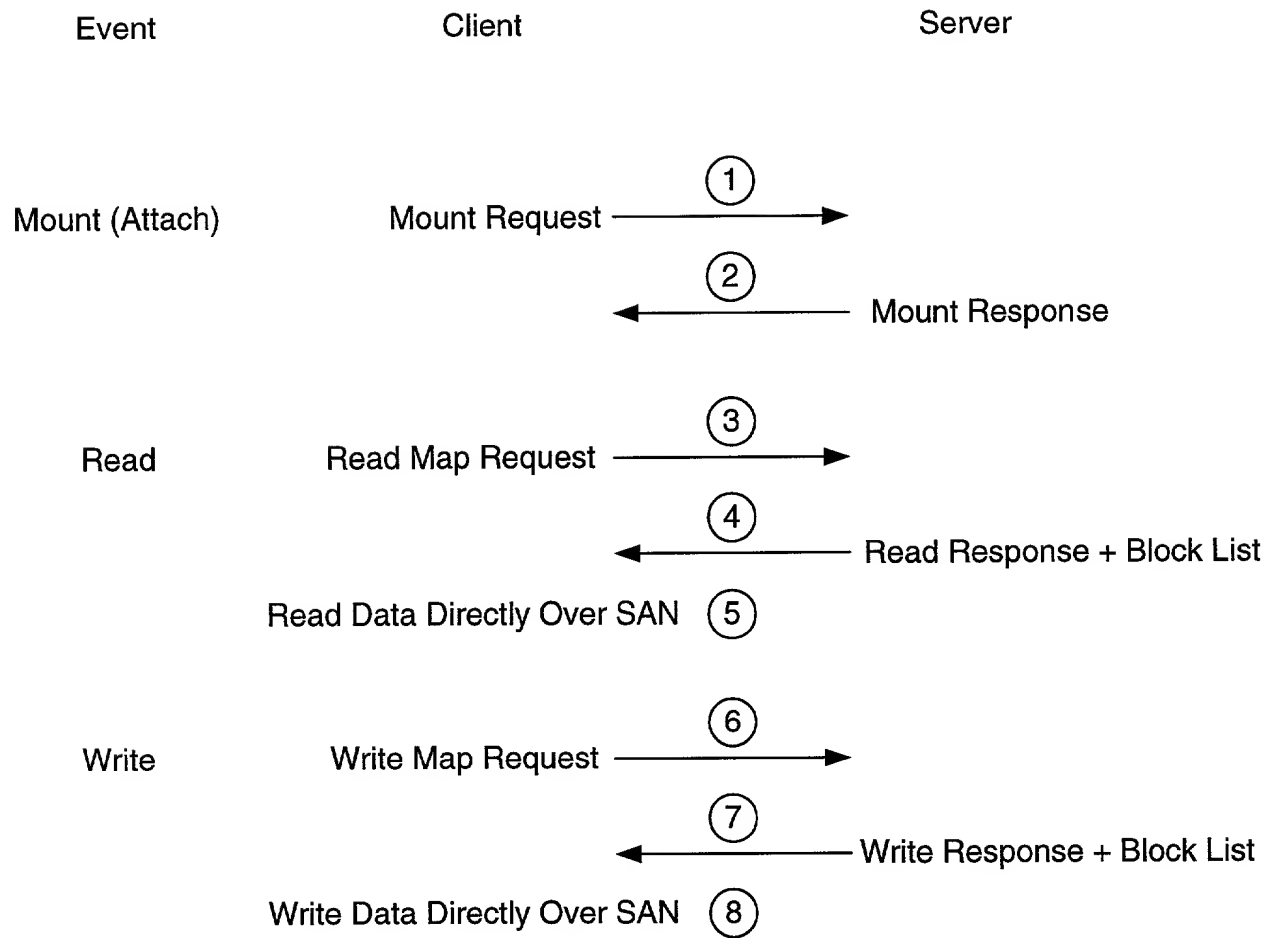 Event Client Server
1
Mount (Attach) Mount Request
2
Mount Response
3
Read Read Map Request
4
Read Response + Block List
Read Data Directly Over SAN 5
6
Write Write Map Request
7
Write Response + Block List
Write Data Directly Over SAN 8